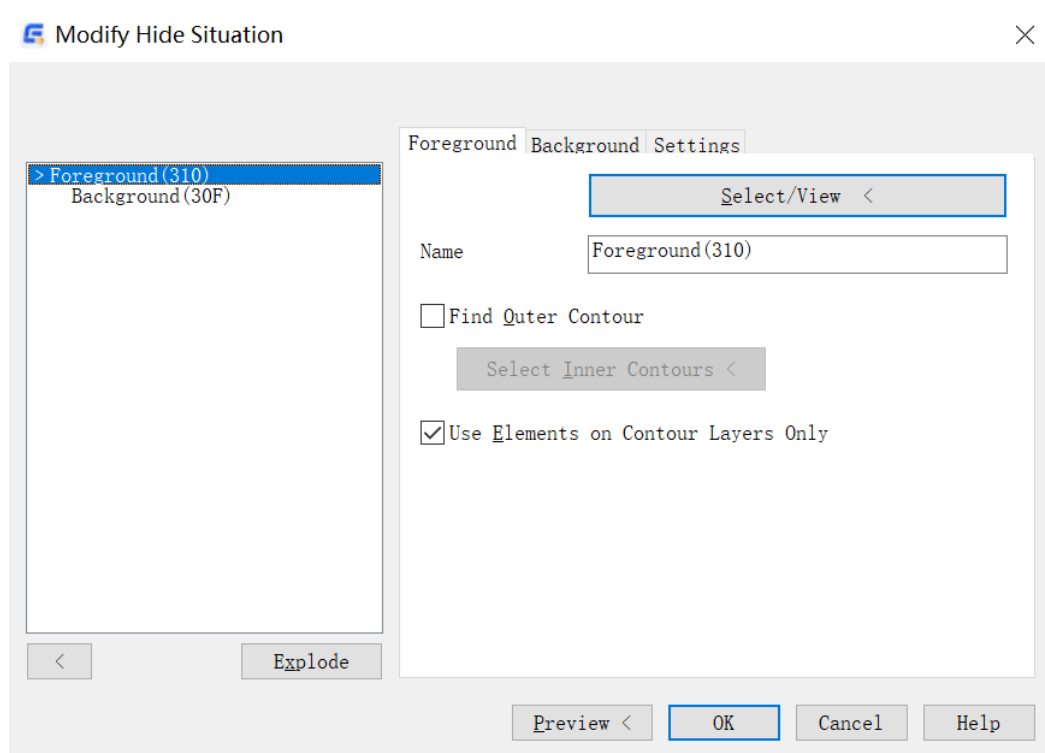 Modify Hide Situation
Foreground Background Settings
> Foreground(310)
Background(30F)
Select/View <
Name Foreground(310)
Find Outer Contour
Select Inner Contours <
Use Elements on Contour Layers Only
< Explode
Preview < OK Cancel Help